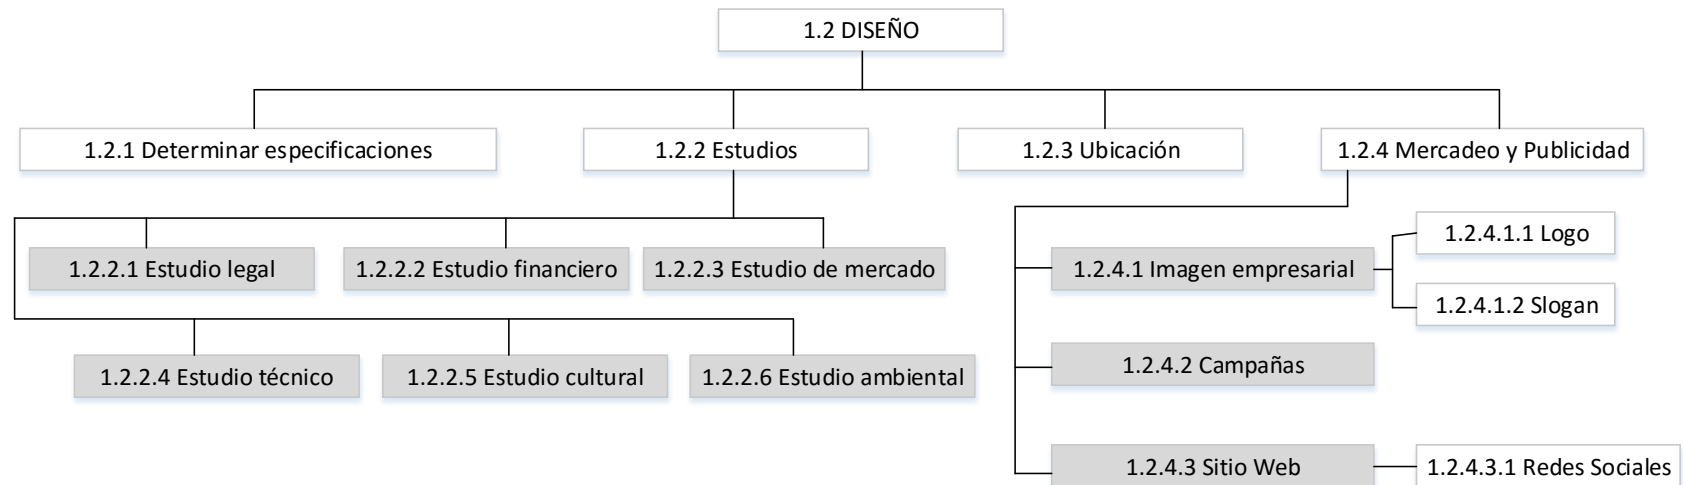 1.2 DISEÑO
1.2.1 Determinar especificaciones
1.2.2 Estudios
1.2.3 Ubicación
1.2.4 Mercadeo y Publicidad
1.2.2.1 Estudio legal
1.2.2.2 Estudio financiero
1.2.2.3 Estudio de mercado
1.2.2.4 Estudio técnico
1.2.2.5 Estudio cultural
1.2.2.6 Estudio ambiental
1.2.4.1 Imagen empresarial
1.2.4.1.1 Logo
1.2.4.1.2 Slogan
1.2.4.2 Campañas
1.2.4.3 Sitio Web
1.2.4.3.1 Redes Sociales